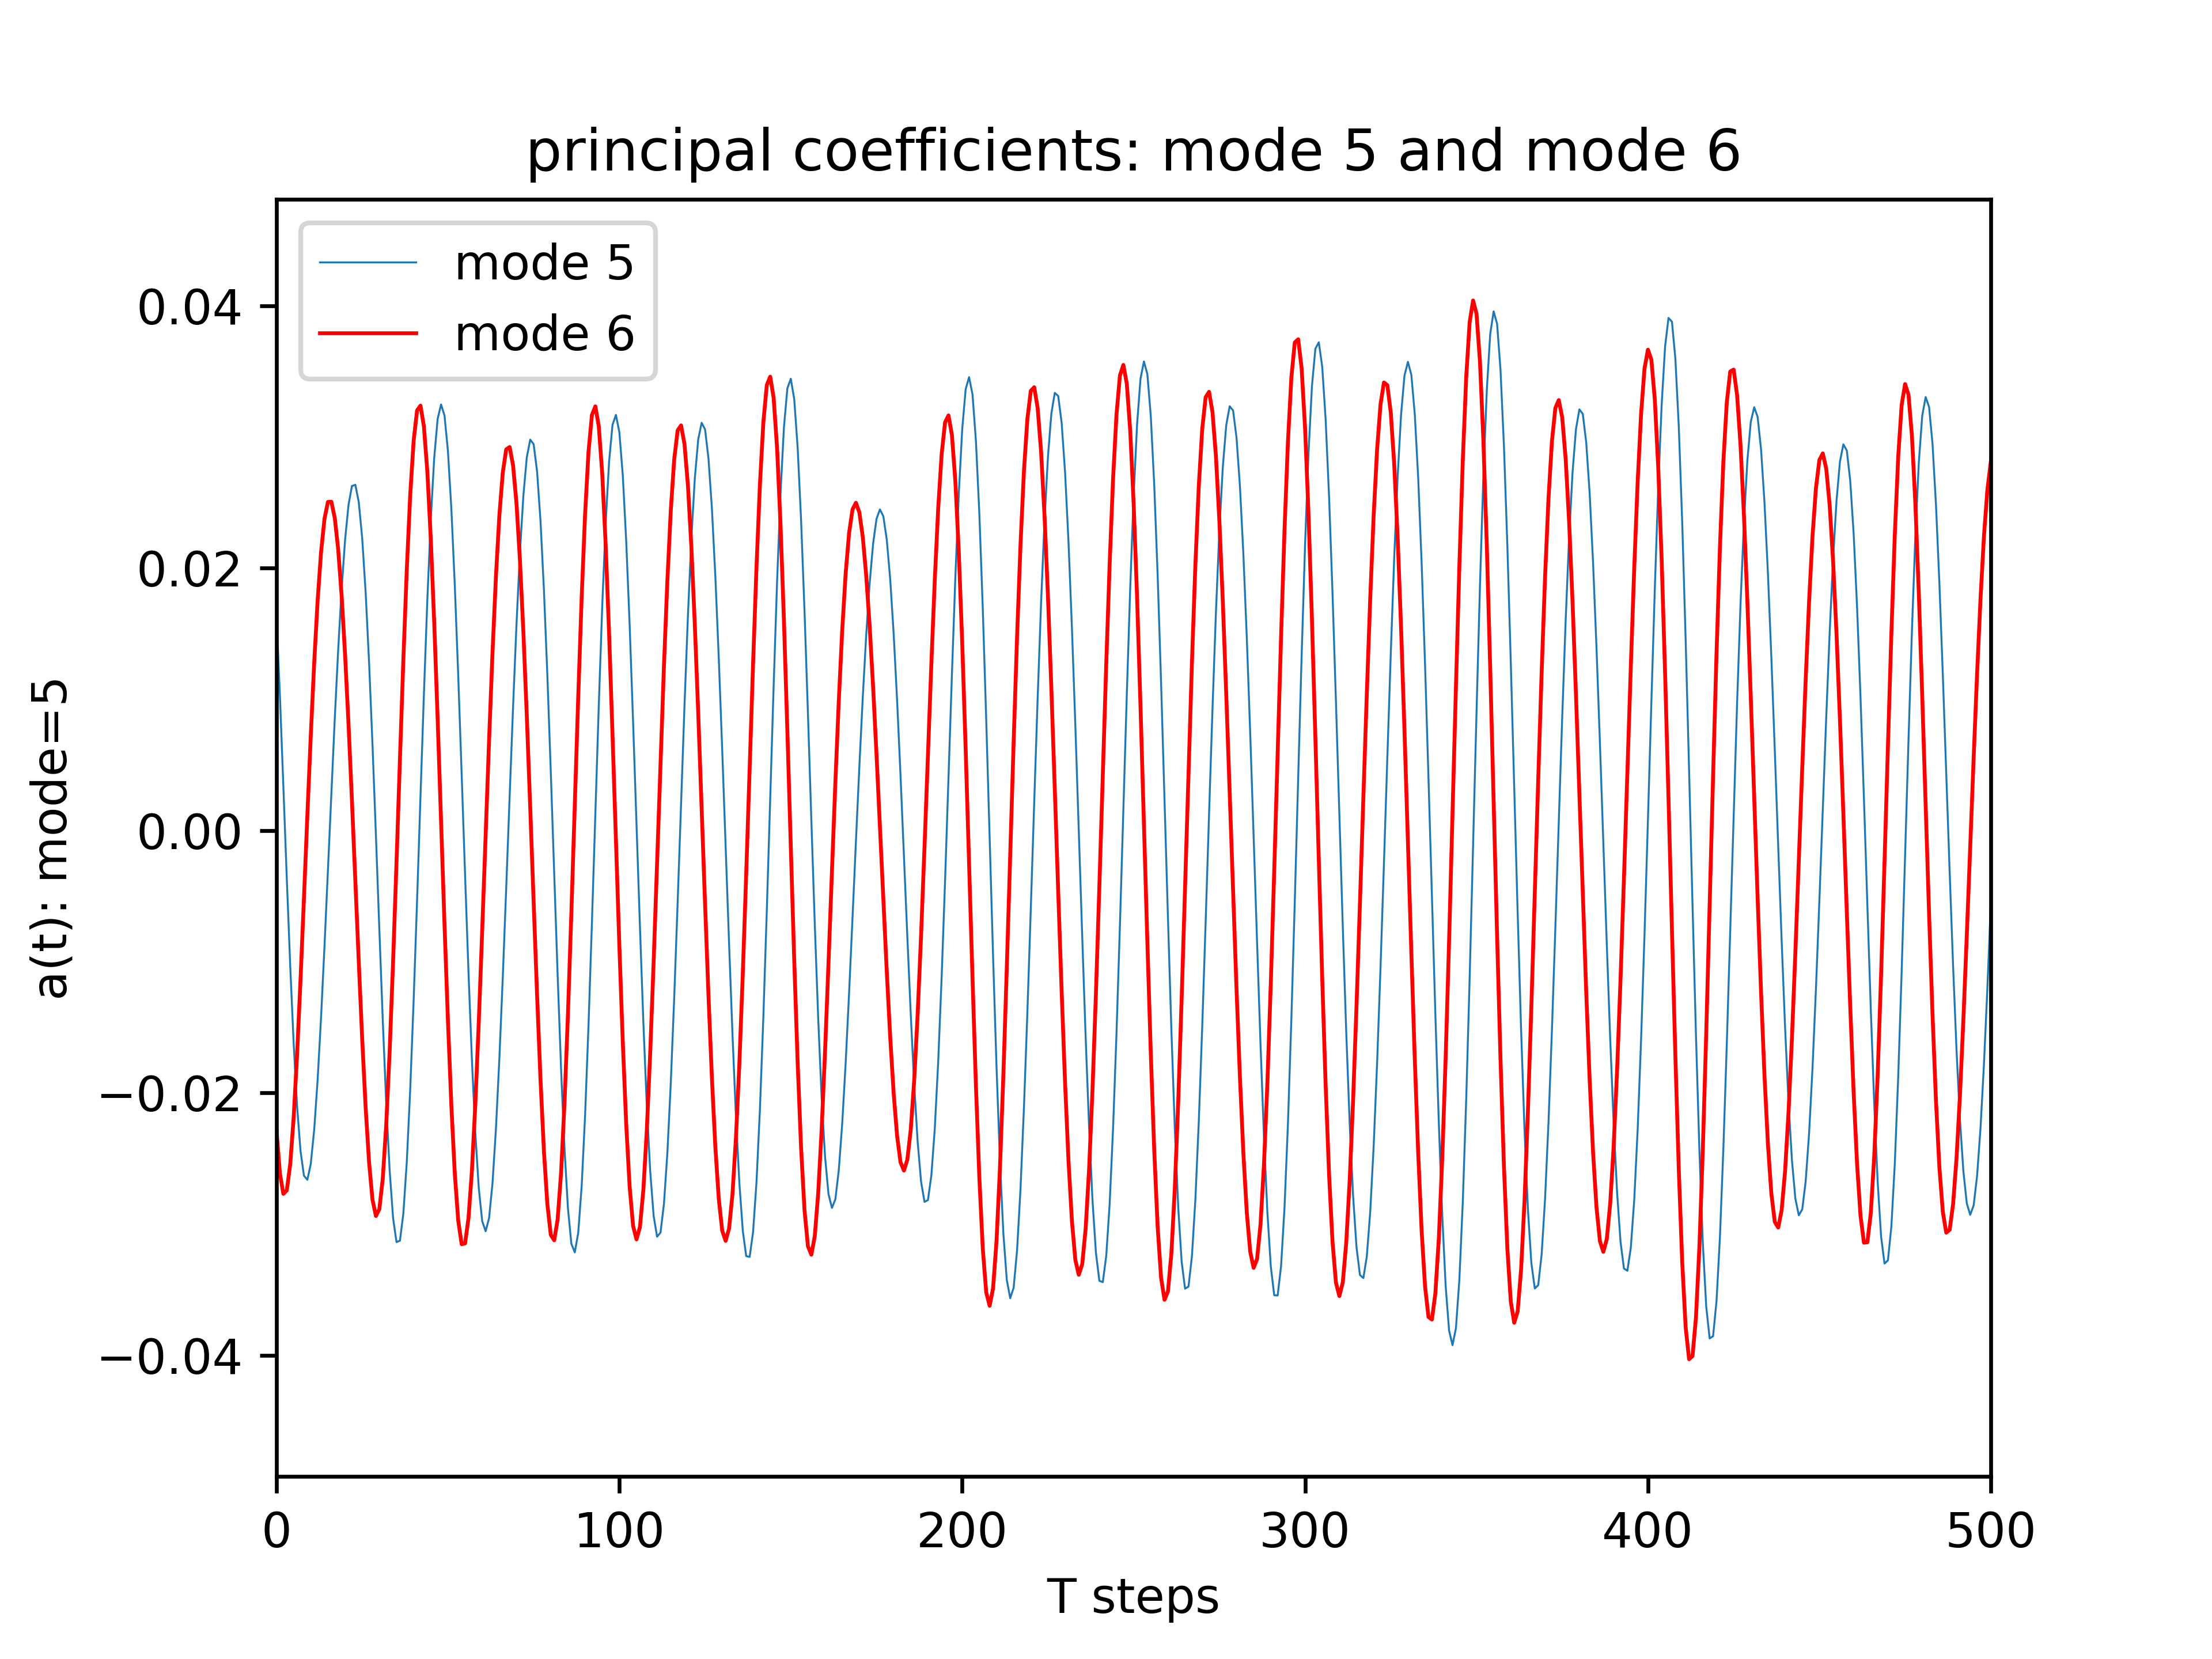 principal coefficients: mode 5 and mode 6
mode 5
mode 6
a(t): mode=5
0.04
0.02
0.00
−0.02
−0.04
0 100 200 300 400 500
T steps